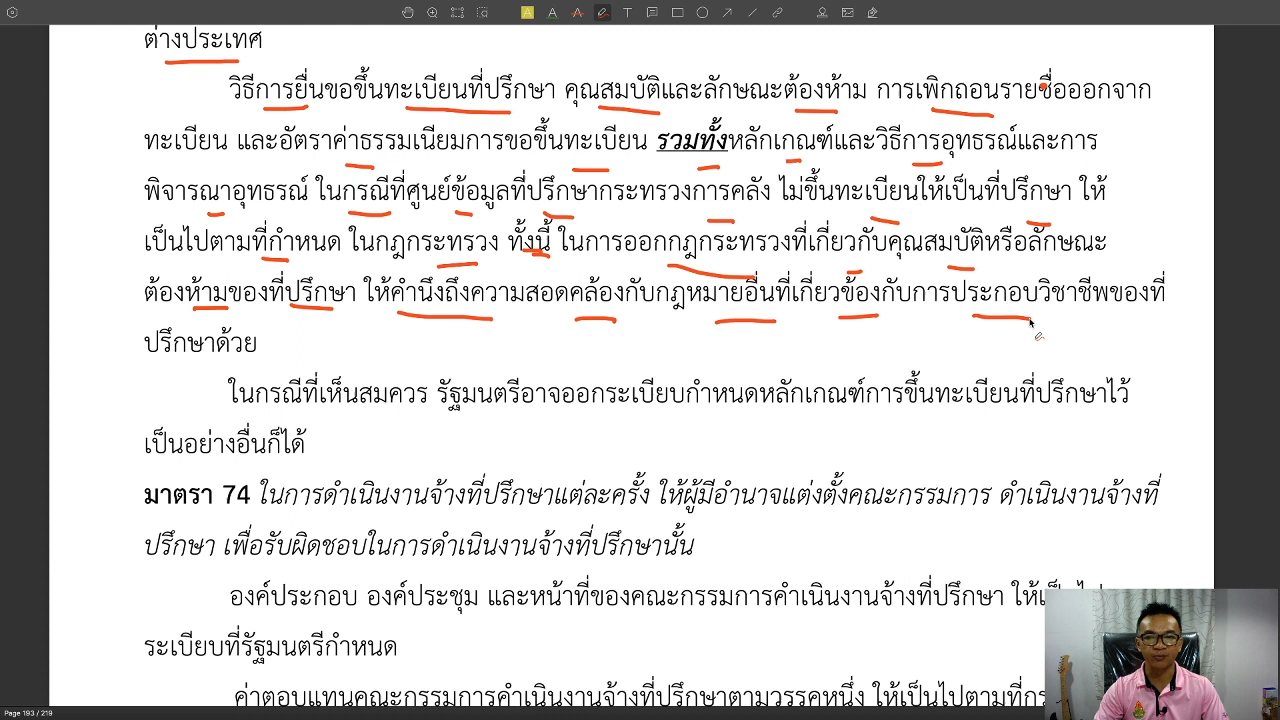 ต่างประเทศ
วิธีการยื่นขอขึ้นทะเบียนที่ปรึกษา คุณสมบัติและลักษณะต้องห้าม การเพิกถอนรายชื่อออกจาก
ทะเบียน และอัตราค่าธรรมเนียมการขอขึ้นทะเบียน รวมทั้งหลักเกณฑ์และวิธีการอุทธรณ์และการ
พิจารณาอุทธรณ์ ในกรณีที่ศูนย์ข้อมูลที่ปรึกษากระทรวงการคลัง ไม่ขึ้นทะเบียนให้เป็นที่ปรึกษา ให้
เป็นไปตามที่กำหนด ในกฎกระทรวง ทั้งนี้ ในการออกกฎกระทรวงที่เกี่ยวกับคุณสมบัติหรือลักษณะ
ต้องห้ามของที่ปรึกษา ให้คำนึงถึงความสอดคล้องกับกฎหมายอื่นที่เกี่ยวข้องกับการประกอบวิชาชีพของที่
ปรึกษาด้วย
ในกรณีที่เห็นสมควร รัฐมนตรีอาจออกระเบียบกำหนดหลักเกณฑ์การขึ้นทะเบียนที่ปรึกษาไว้
เป็นอย่างอื่นก็ได้
มาตรา 74 ในการดำเนินงานจ้างที่ปรึกษาแต่ละครั้ง ให้ผู้มีอำนาจแต่งตั้งคณะกรรมการ ดำเนินงานจ้างที่
ปรึกษา เพื่อรับผิดชอบในการดำเนินงานจ้างที่ปรึกษานั้น
องค์ประกอบ องค์ประชุม และหน้าที่ของคณะกรรมการดำเนินงานจ้างที่ปรึกษา
ระเบียบที่รัฐมนตรีกำหนด
ค่าตอบแทนคณะกรรมการดำเนินงานจ้างที่ปรึกษาตามวรรคหนึ่ง ให้เป็นไปตามที่
Page 193 / 219